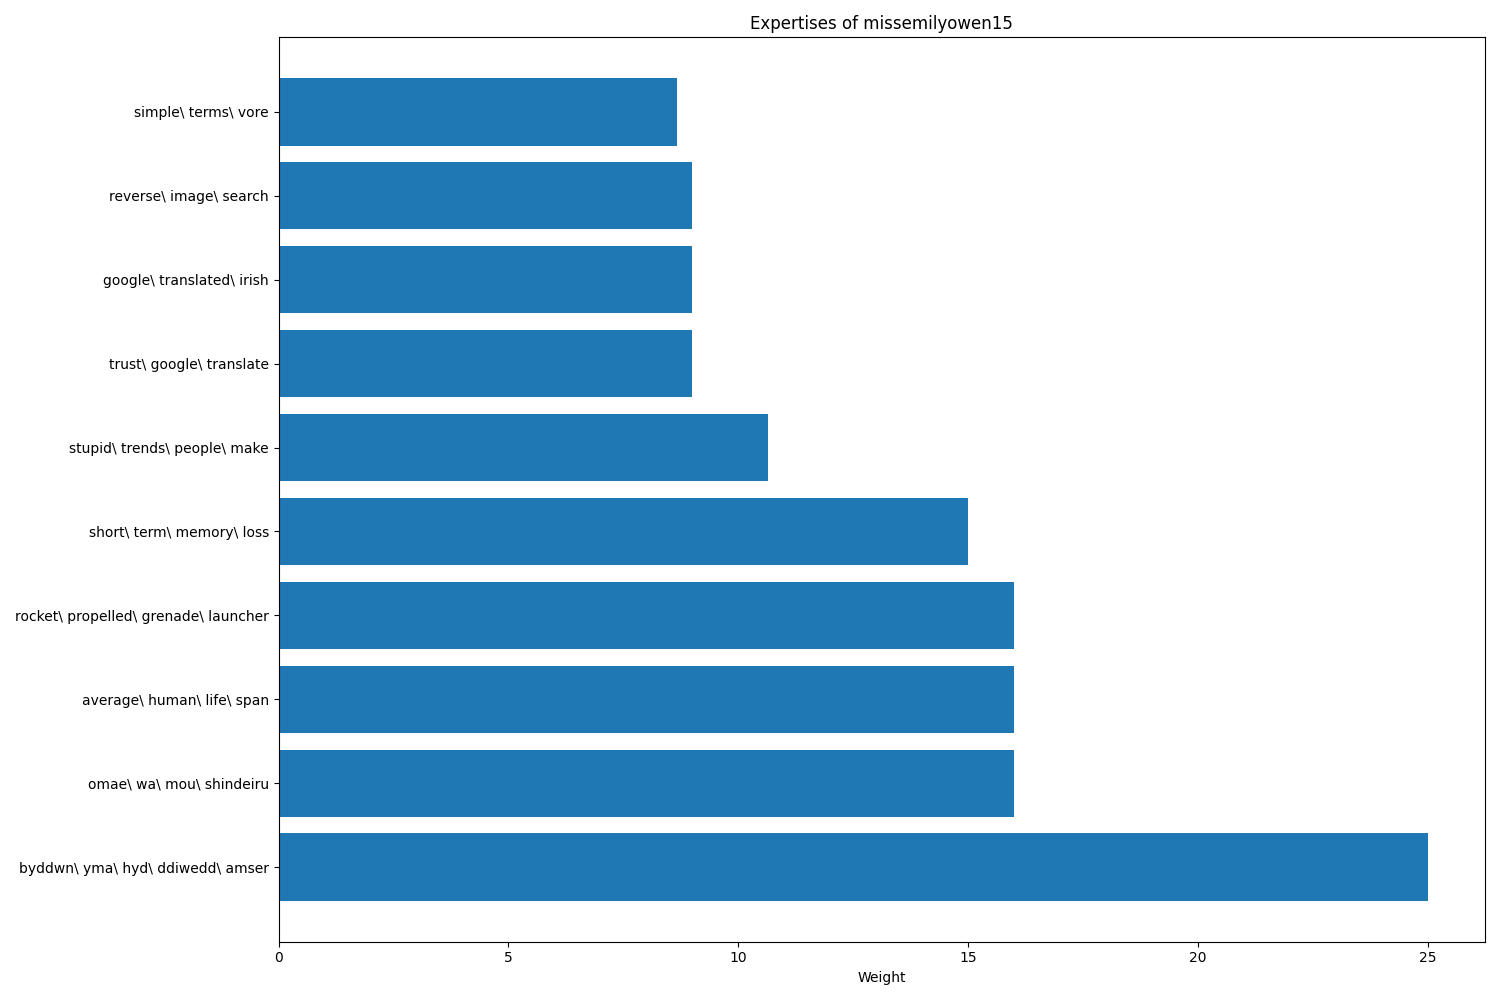 Expertises of missemilyowen15
simple\ terms\ vore
reverse\ image\ search
google\ translated\ irish
trust\ google\ translate
stupid\ trends\ people\ make
short\ term\ memory\ loss
rocket\ propelled\ grenade\ launcher
average\ human\ life\ span
omae\ wa\ mou\ shindeiru
byddwn\ yma\ hyd\ ddiwedd\ amser
0 5 10 15 20 25
Weight